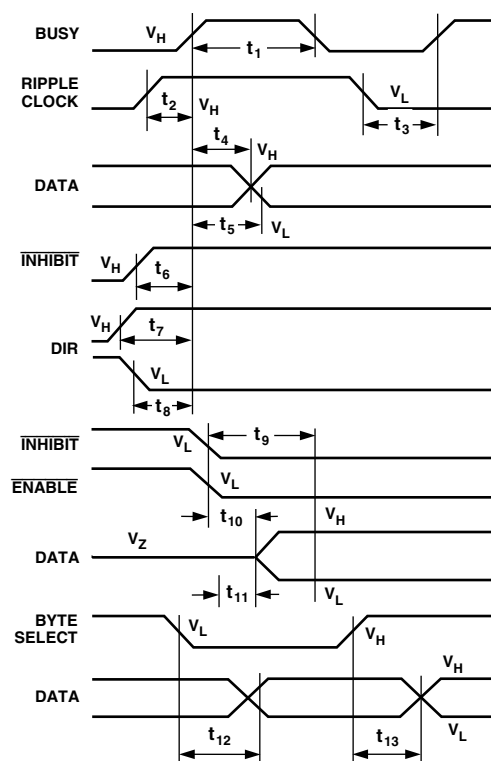 BUSY
V_H
t_1
RIPPLE
CLOCK
t_2
V_H
V_L
t_3
t_4
V_H
DATA
t_5
V_L
INHIBIT
V_H
t_6
V_H
t_7
DIR
V_L
t_8
INHIBIT
V_L
t_9
ENABLE
V_L
t_10
V_H
DATA
V_Z
t_11
V_L
BYTE
SELECT
V_L
V_H
DATA
V_H
V_L
t_12
t_13